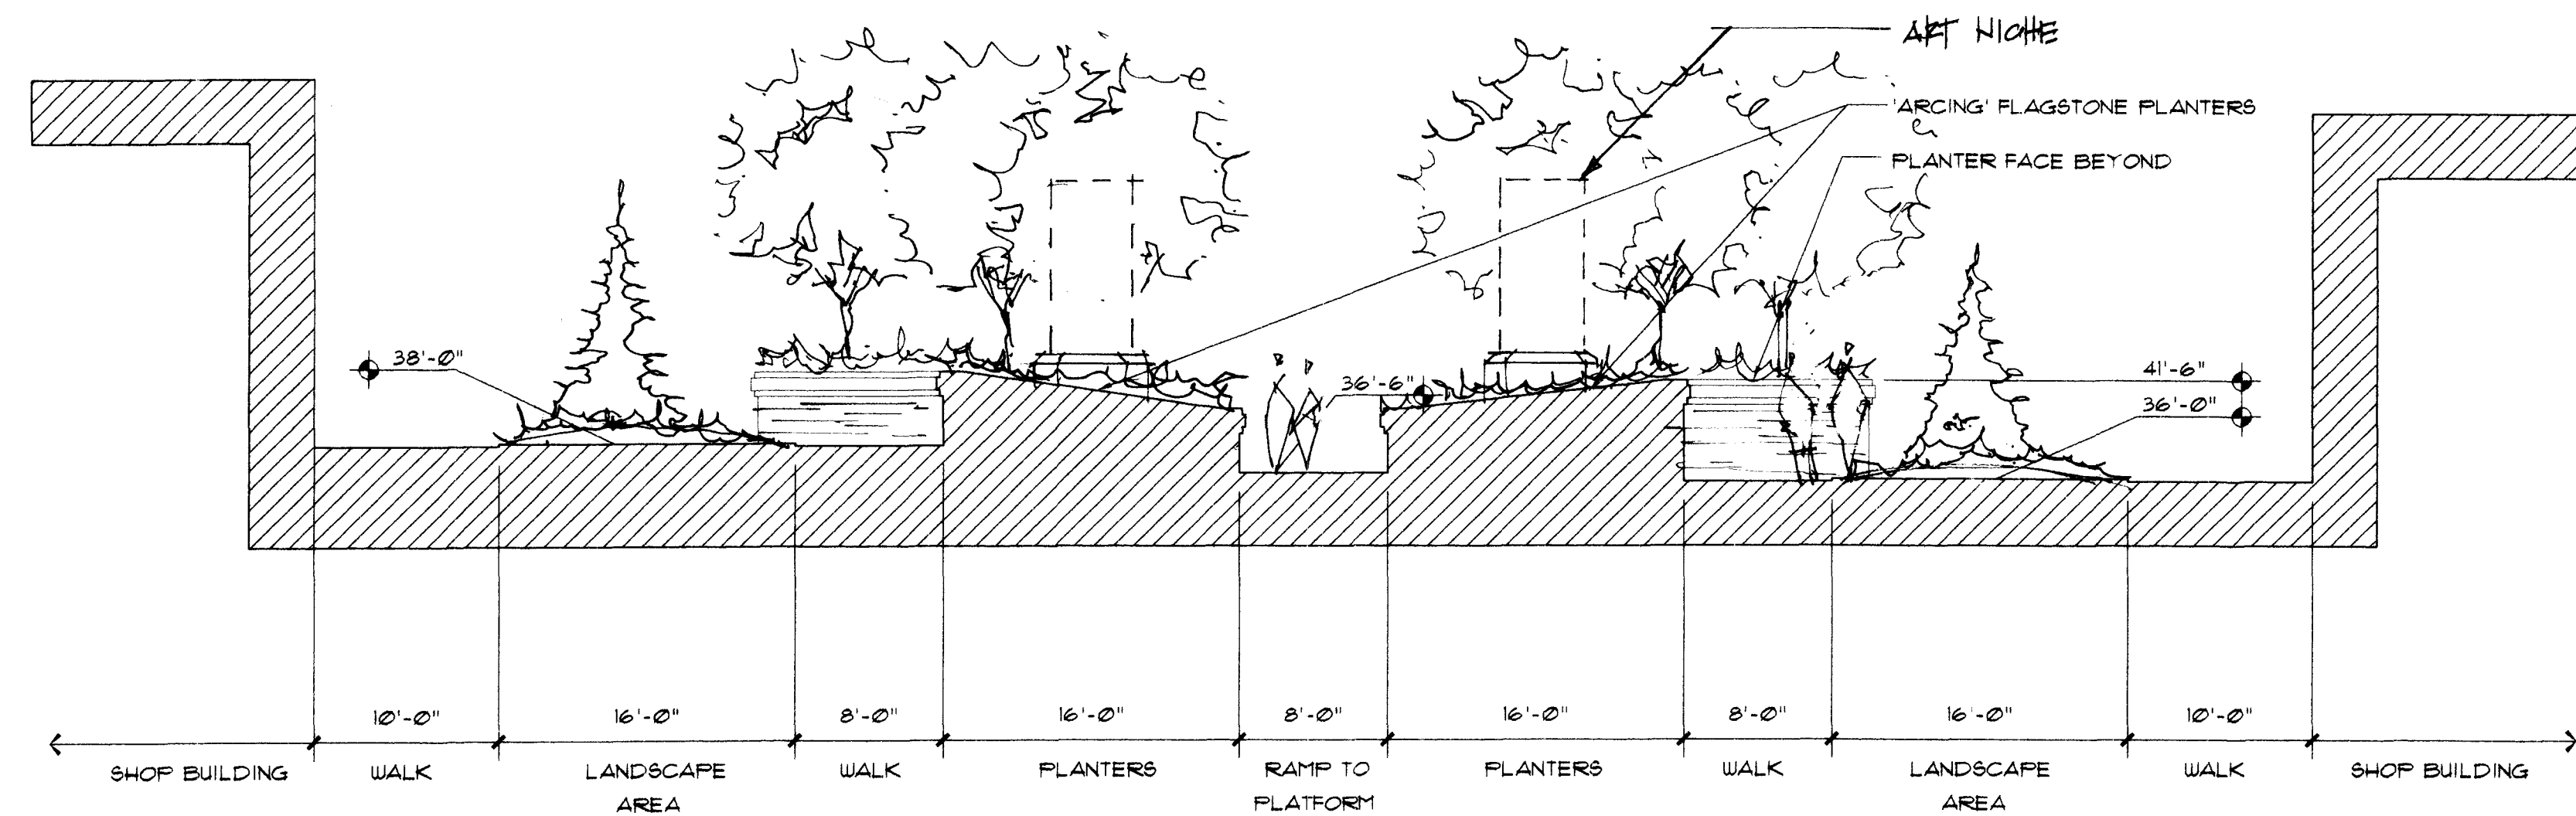 ART NICHE
'ARCING' FLAGSTONE PLANTERS
PLANTER FACE BEYOND
38'-0"
36'-6"
41'-6"
36'-0"
10'-0" 16'-0" 8'-0" 16'-0" 8'-0" 16'-0" 8'-0" 16'-0" 10'-0"
SHOP BUILDING WALK LANDSCAPE WALK PLANTERS RAMP TO PLANTERS WALK LANDSCAPE WALK SHOP BUILDING
AREA PLATFORM AREA